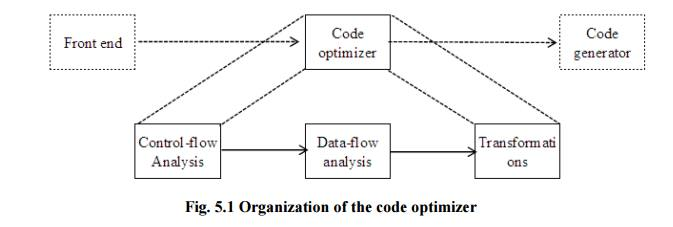 Front end
Code
optimizer
Code
generator
Control-flow
Analysis
Data-flow
analysis
Transformati
ons
Fig. 5.1 Organization of the code optimizer